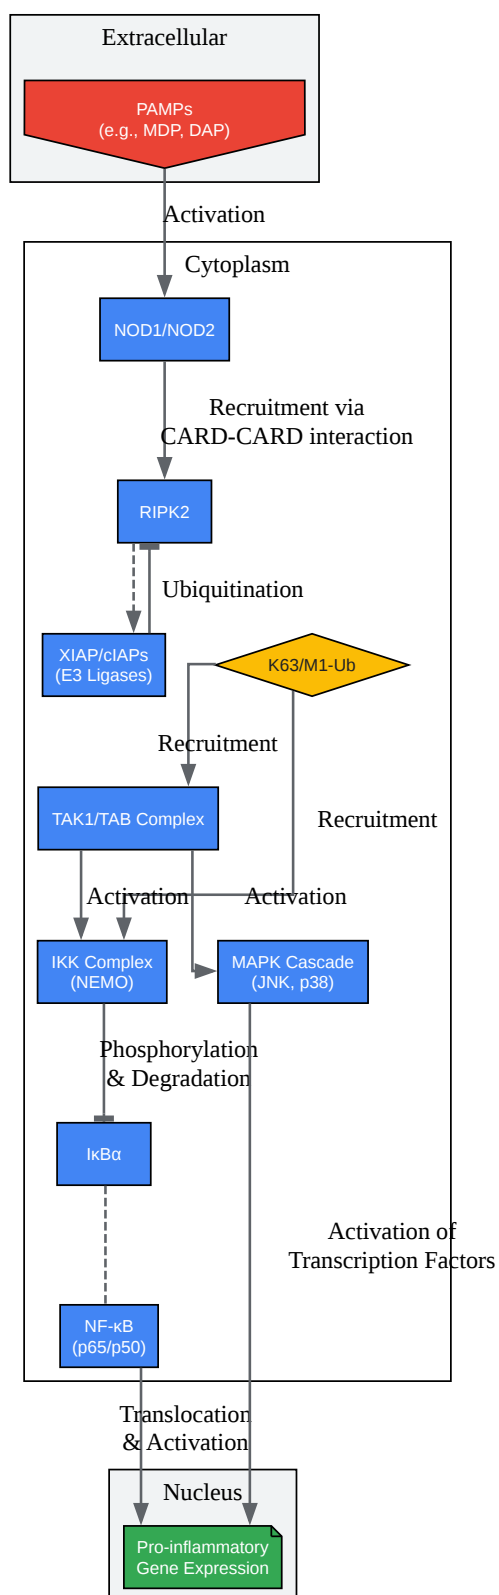 Extracellular
PAMPs
(e.g., MDP, DAP)
Activation
Cytoplasm
NOD1/NOD2
Recruitment via
CARD-CARD interaction
RIPK2
Ubiquitination
XIAP/cIAPs
(E3 Ligases)
K63/M1-Ub
Recruitment
TAK1/TAB Complex
Recruitment
Activation
Activation
IKK Complex
(NEMO)
MAPK Cascade
(JNK, p38)
Phosphorylation
& Degradation
IκBα
Activation of
Transcription Factors
NF-κB
(p65/p50)
Translocation
& Activation
Nucleus
Pro-inflammatory
Gene Expression